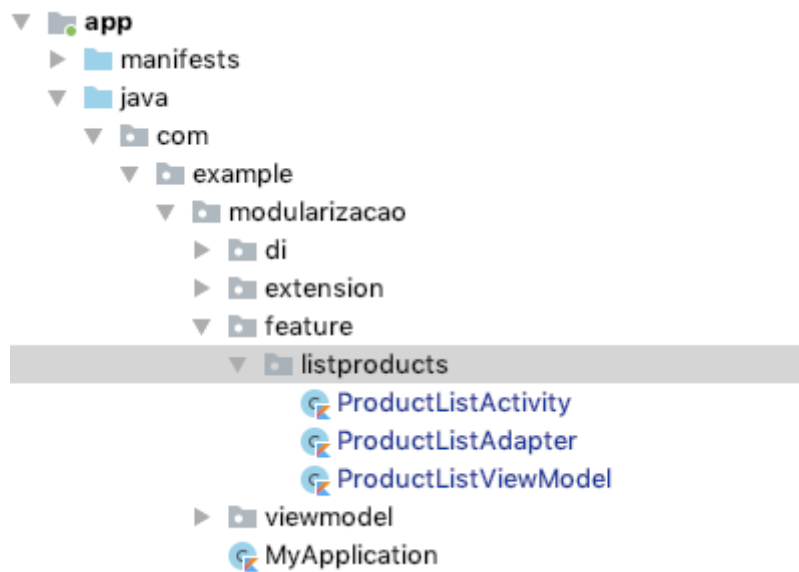 app
manifests
java
com
example
modularizacao
di
extension
feature
listproducts
ProductListActivity
ProductListAdapter
ProductListViewModel
viewmodel
MyApplication